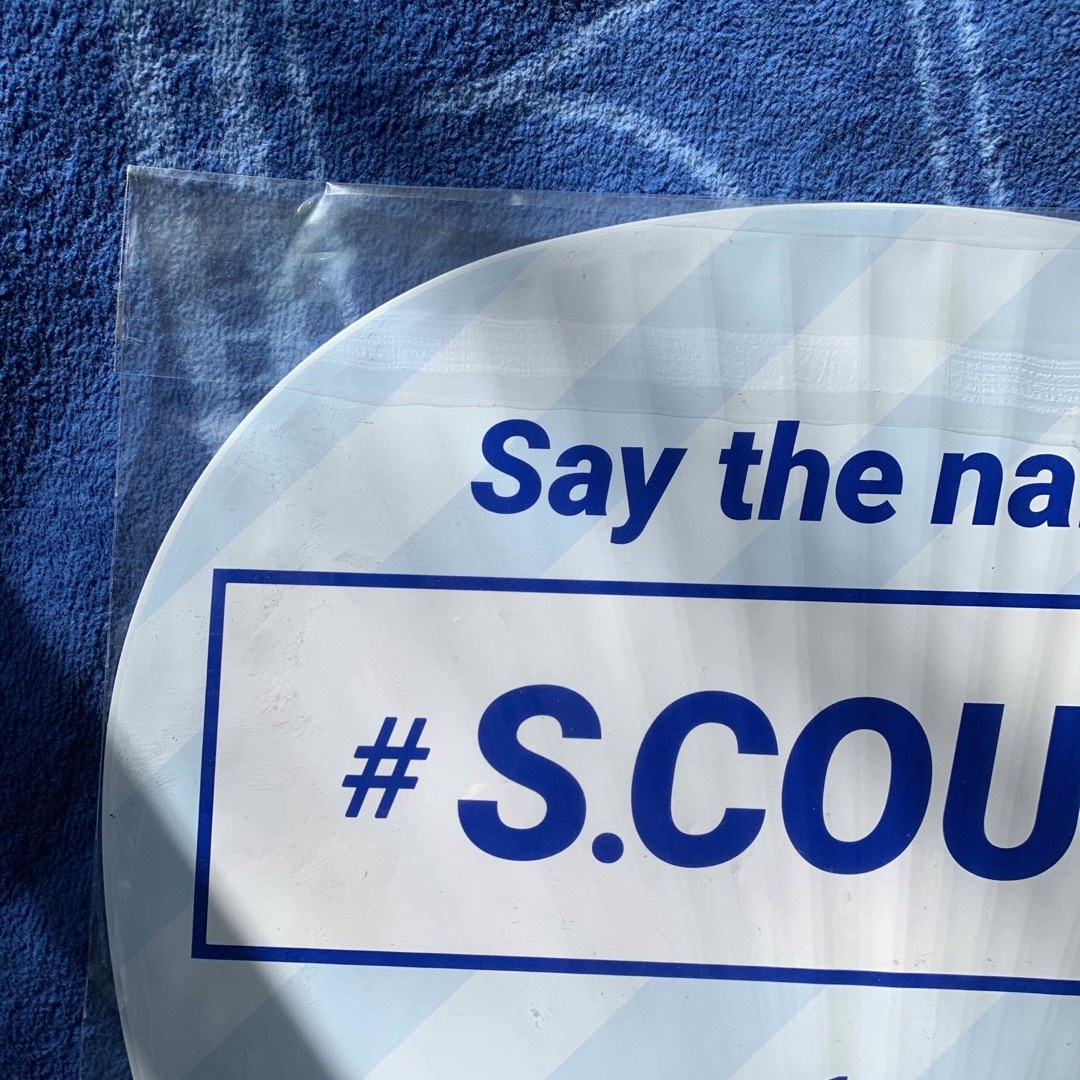 Say the na
# S.COU